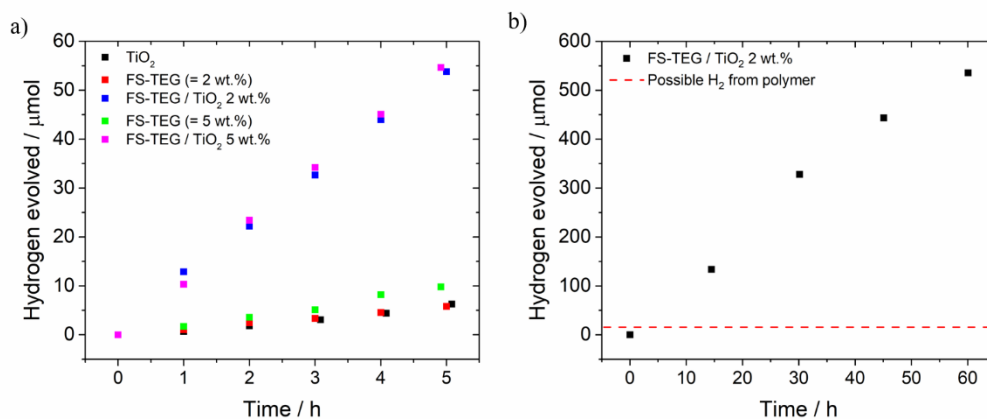 a)
60
50
40
30
20
10
0
Hydrogen evolved / μmol
TiO₂
FS-TEG (= 2 wt.%)
FS-TEG / TiO₂ 2 wt.%
FS-TEG (= 5 wt.%)
FS-TEG / TiO₂ 5 wt.%
0 1 2 3 4 5
Time / h
b)
600
500
400
300
200
100
0
Hydrogen evolved / μmol
FS-TEG / TiO₂ 2 wt.%
Possible H₂ from polymer
0 10 20 30 40 50 60
Time / h